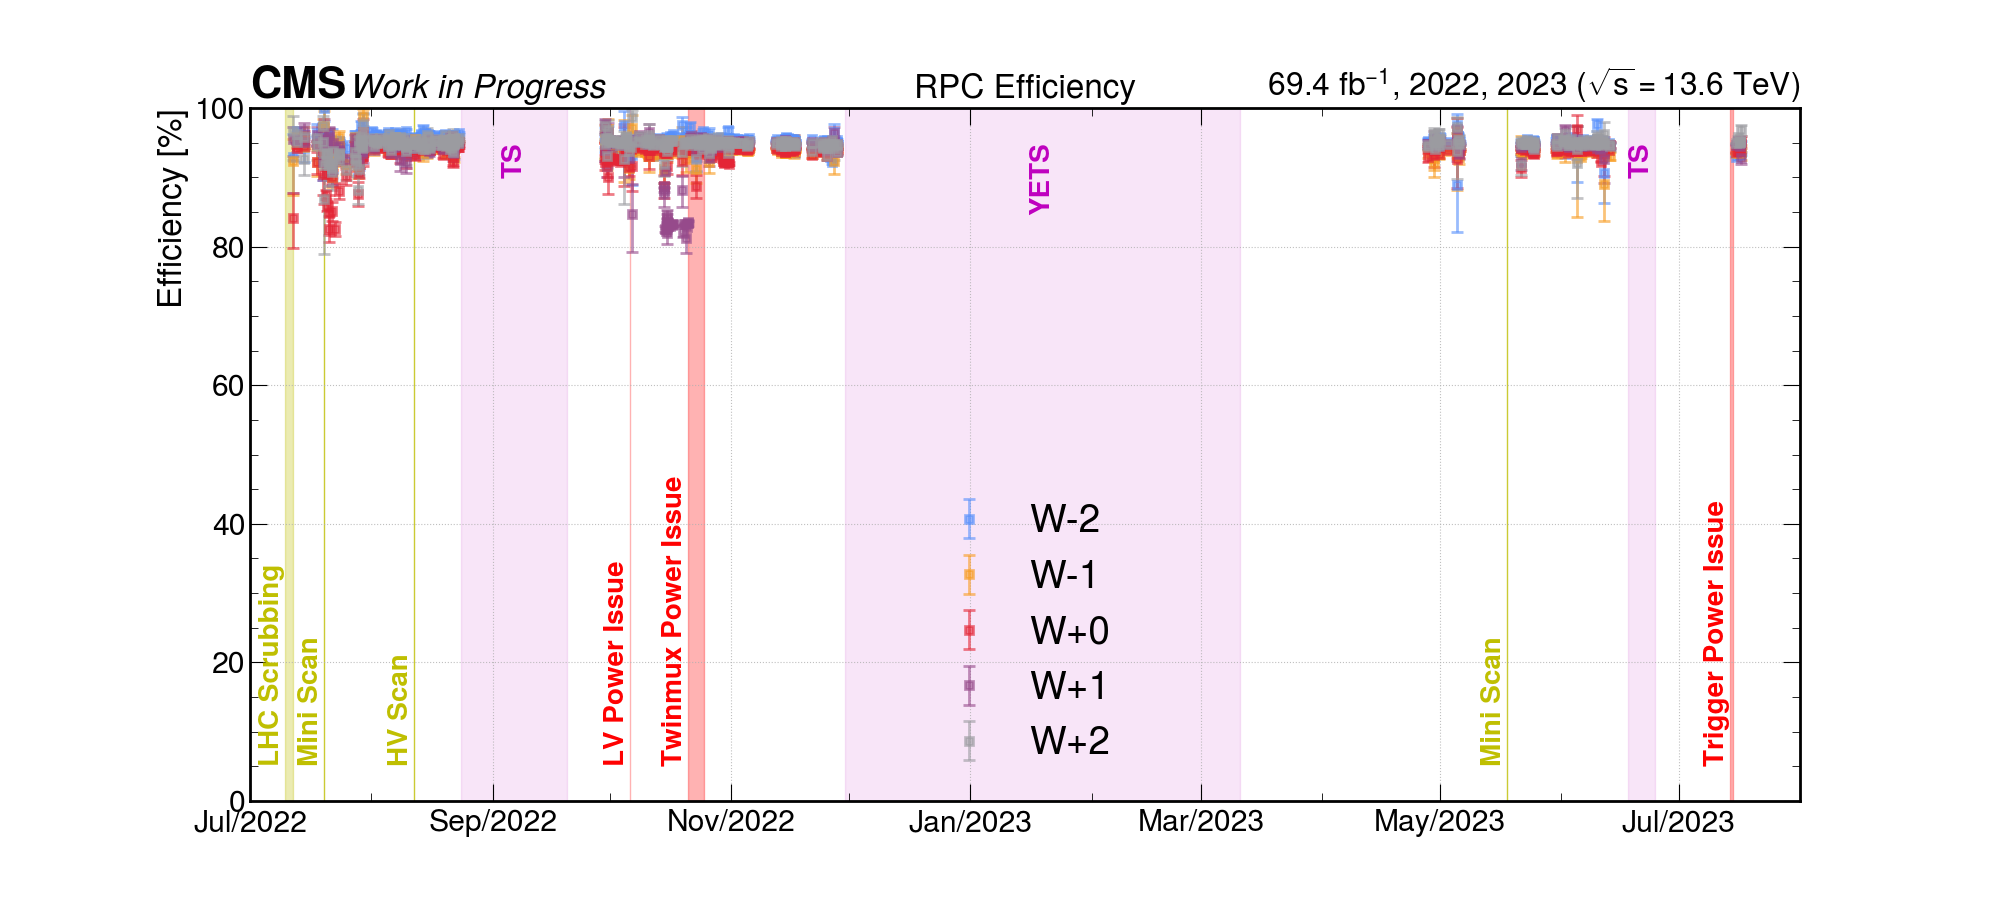 CMS Work in Progress RPC Efficiency 69.4 fb⁻¹, 2022, 2023 (√s = 13.6 TeV)
Efficiency [%]
100
80
60
40
20
0
Jul/2022 Sep/2022 Nov/2022 Jan/2023 Mar/2023 May/2023 Jul/2023
LHC Scrubbing
Mini Scan
HV Scan
TS
LV Power Issue
Twinmux Power Issue
YETS
W-2
W-1
W+0
W+1
W+2
Mini Scan
TS
Trigger Power Issue